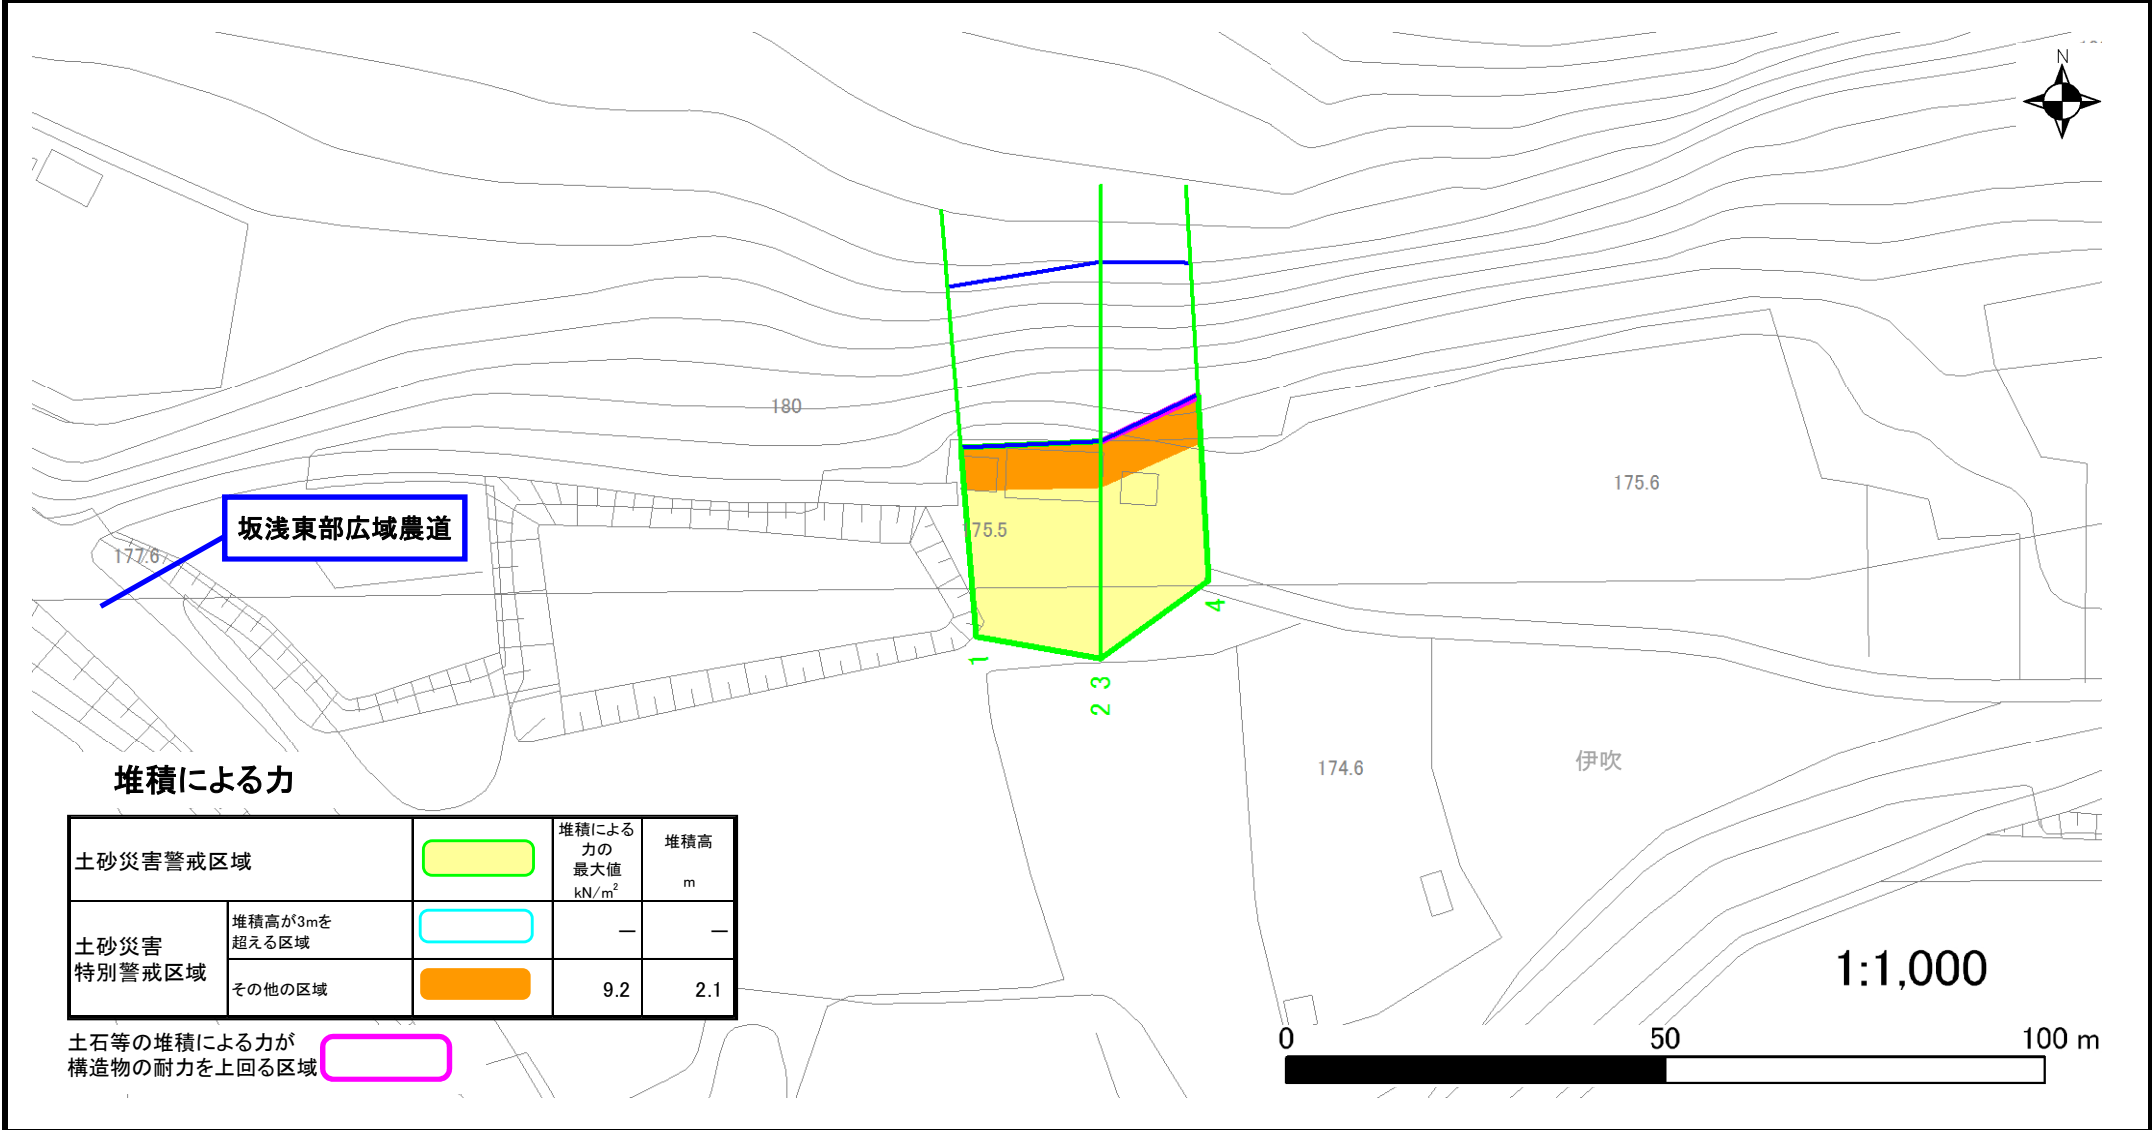 N
180
175.6
坂浅東部広域農道
75.5
177.6
4
1
2 3
174.6
伊吹
堆積による力
土砂災害警戒区域
堆積による
力の
最大値
kN/m²
堆積高
m
土砂災害
特別警戒区域
堆積高が3mを
超える区域
―
―
その他の区域
9.2
2.1
土石等の堆積による力が
構造物の耐力を上回る区域
1:1,000
0
50
100 m